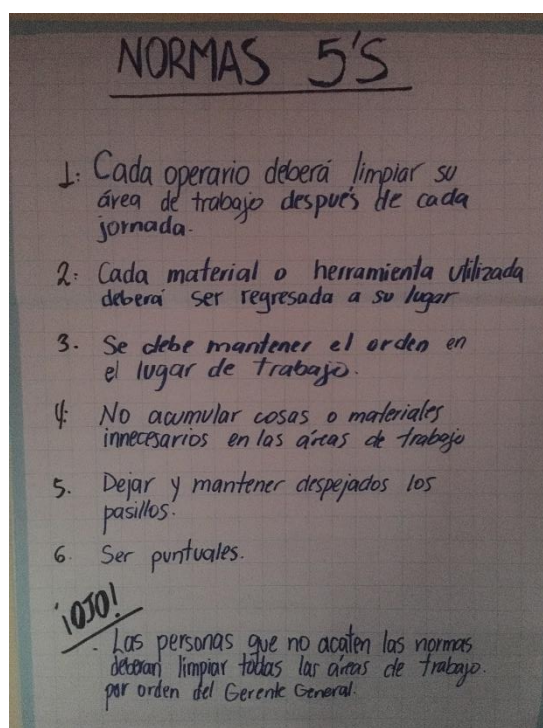 NORMAS 5'S
1: Cada operario deberá limpiar su
área de trabajo después de cada
jornada.
2: Cada material o herramienta utilizada
deberá ser regresada a su lugar
3. Se debe mantener el orden en
el lugar de trabajo.
4: No acumular cosas o materiales
innecesarios en las áreas de trabajo
5. Dejar y mantener despejados los
pasillos.
6. Ser puntuales.
¡OJO!
. Las personas que no acaten las normas
deberan limpiar todas las áreas de trabajo.
por orden del Gerente General.